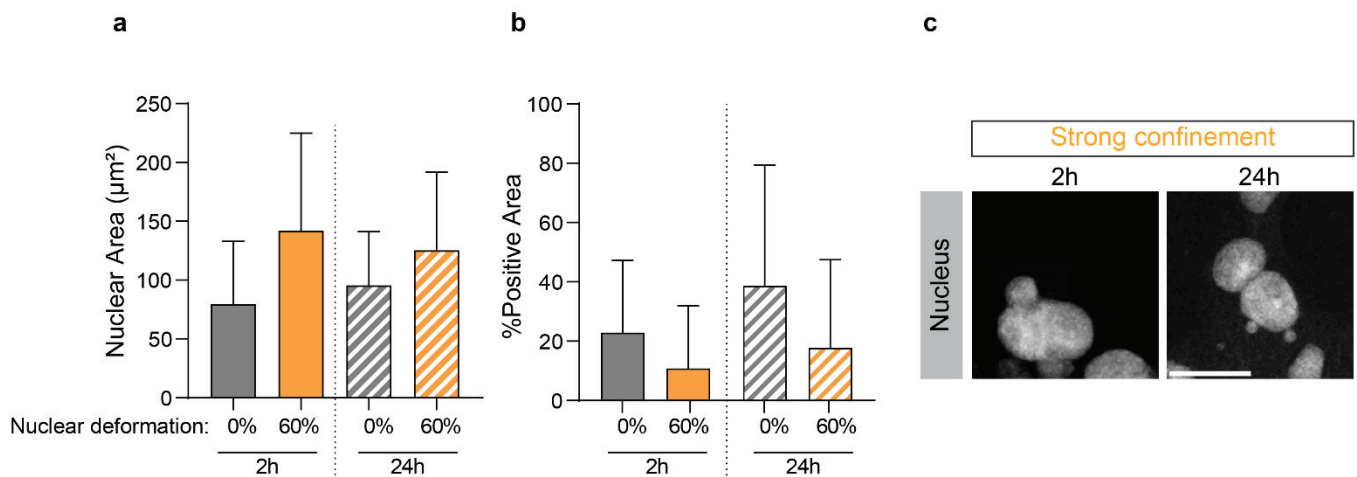 a
Nuclear Area (µm²)
250
200
150
100
50
0
Nuclear deformation: 0% 60% 0% 60%
2h 24h
b
%Positive Area
100
80
60
40
20
0
0% 60% 0% 60%
2h 24h
c
Strong confinement
2h 24h
Nucleus